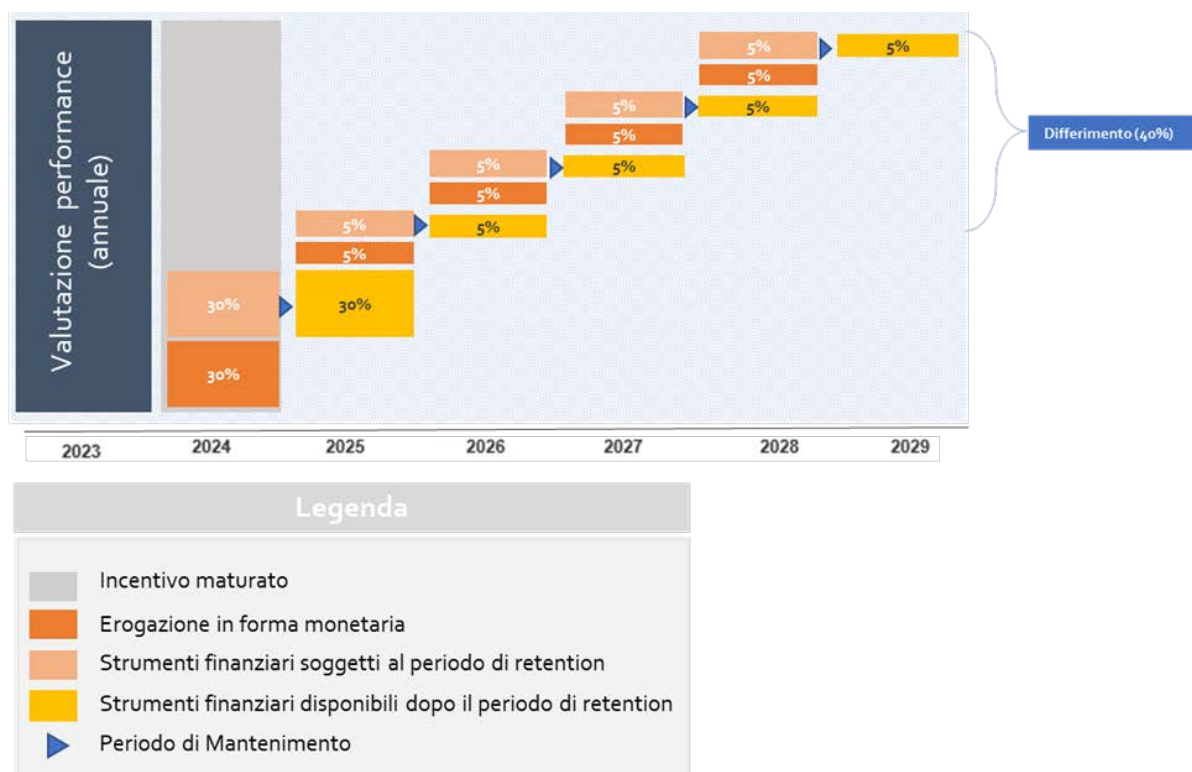 Valutazione performance
(annuale)
5%
5%
5%
5%
5%
5%
5%
5%
5%
5%
5%
5%
30%
30%
30%
Differimento (40%)
2023
2024
2025
2026
2027
2028
2029
Legenda
Incentivo maturato
Erogazione in forma monetaria
Strumenti finanziari soggetti al periodo di retention
Strumenti finanziari disponibili dopo il periodo di retention
Periodo di Mantenimento